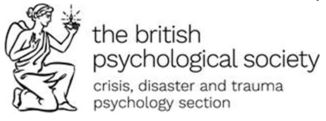 the british
psychological society
crisis, disaster and trauma
psychology section